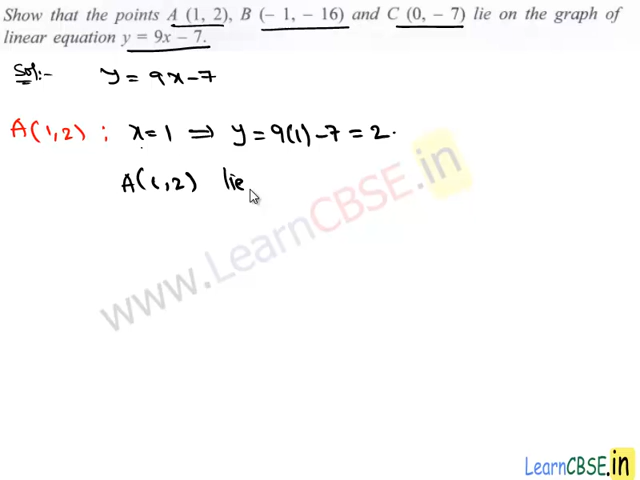 Show that the points A (1, 2), B (– 1, – 16) and C (0, – 7) lie on the graph of
linear equation y = 9x – 7.
Sol:- y = 9x-7
A(1,2) : x=1 ⇒ y = 9(1) -7 = 2.
A(1,2) lie
www.LearnCBSE.in
LearnCBSE.in